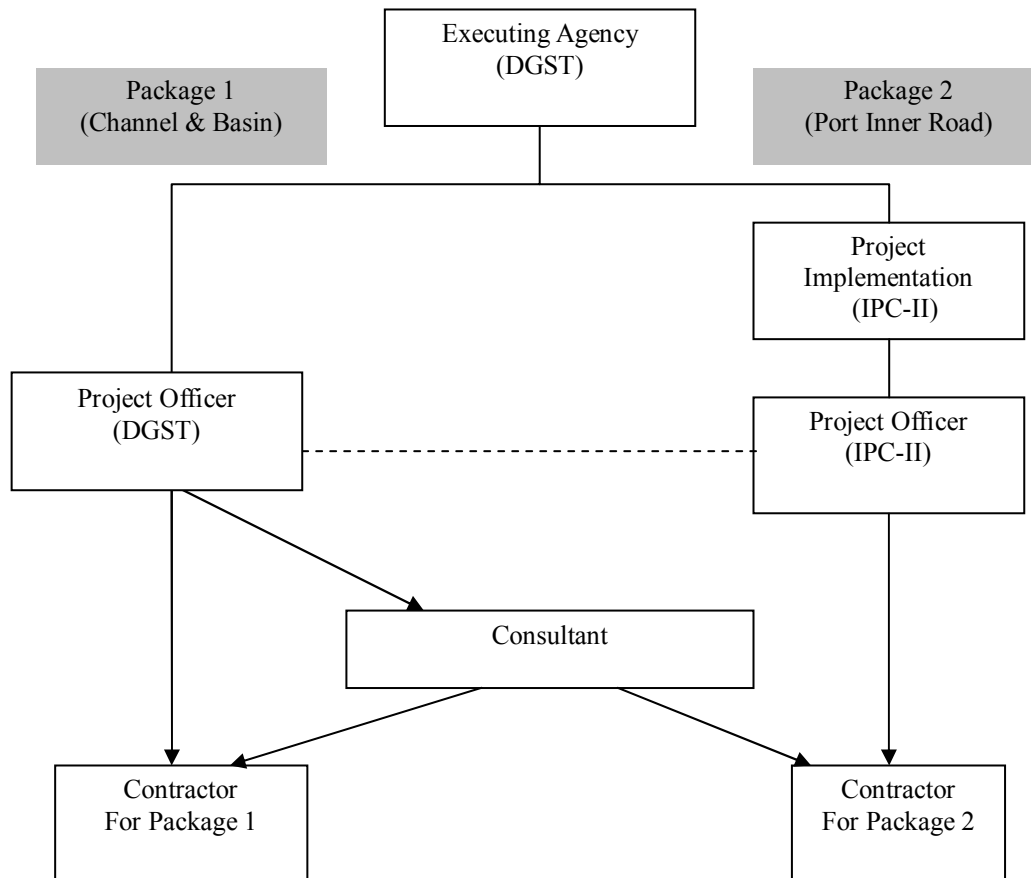 Executing Agency
(DGST)
Package 1
(Channel & Basin)
Package 2
(Port Inner Road)
Project
Implementation
(IPC-II)
Project Officer
(DGST)
Project Officer
(IPC-II)
Consultant
Contractor
For Package 1
Contractor
For Package 2